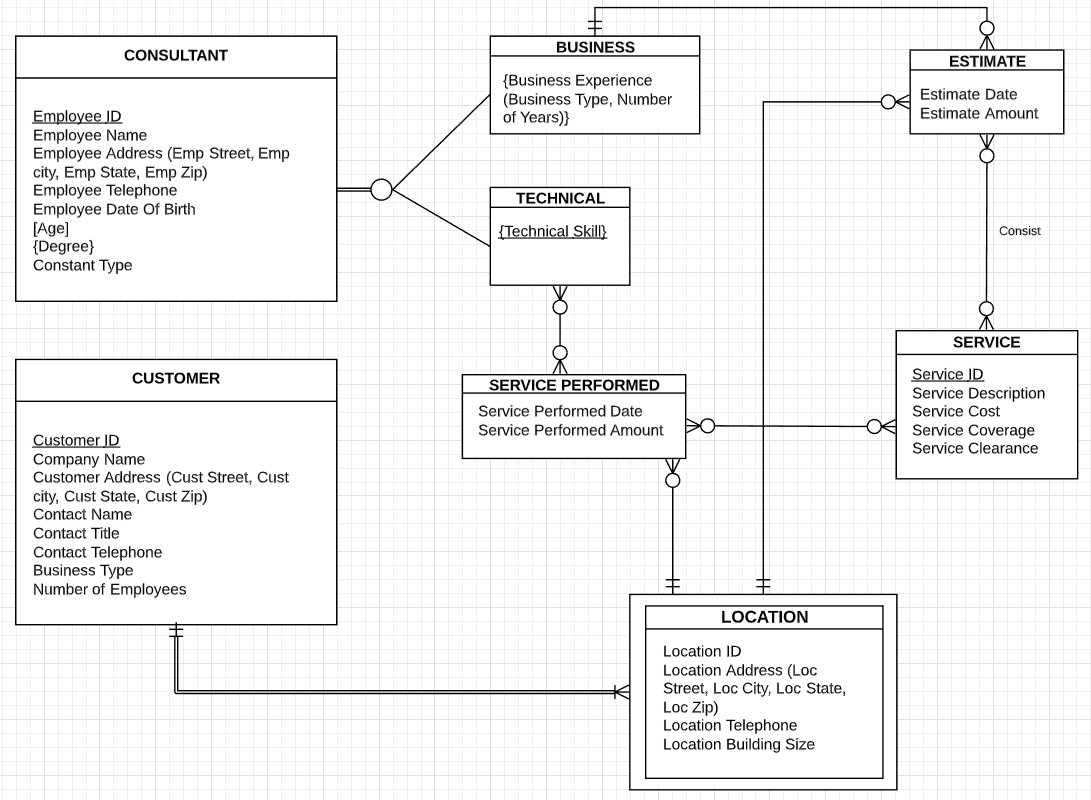 CONSULTANT
Employee ID
Employee Name
Employee Address (Emp Street, Emp
city, Emp State, Emp Zip)
Employee Telephone
Employee Date Of Birth
[Age]
{Degree}
Constant Type
BUSINESS
{Business Experience
(Business Type, Number
of Years)}
ESTIMATE
Estimate Date
Estimate Amount
TECHNICAL
{Technical Skill}
Consist
CUSTOMER
Customer ID
Company Name
Customer Address (Cust Street, Cust
city, Cust State, Cust Zip)
Contact Name
Contact Title
Contact Telephone
Business Type
Number of Employees
SERVICE PERFORMED
Service Performed Date
Service Performed Amount
SERVICE
Service ID
Service Description
Service Cost
Service Coverage
Service Clearance
LOCATION
Location ID
Location Address (Loc
Street, Loc City, Loc State,
Loc Zip)
Location Telephone
Location Building Size